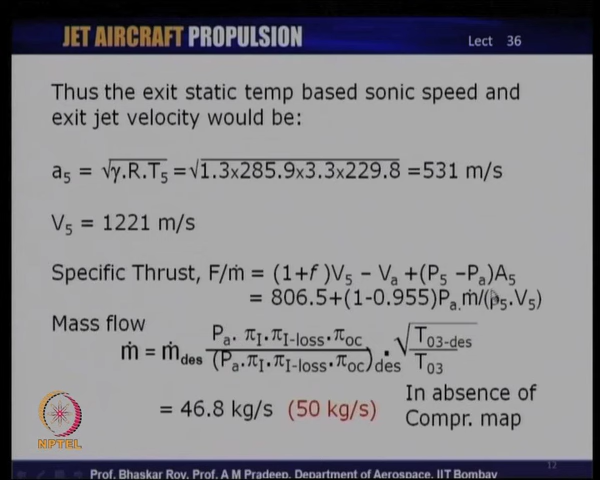 JET AIRCRAFT PROPULSION
Lect 36
Thus the exit static temp based sonic speed and
exit jet velocity would be:
a₅ = √γ.R.T₅ = √1.3x285.9x3.3x229.8 =531 m/s
V₅ = 1221 m/s
Specific Thrust, F/ṁ = (1+f )V₅ − Vₐ +(P₅ −Pₐ)A₅
= 806.5+(1-0.955)Pₐ.ṁ/(ρ₅.V₅)
Mass flow
ṁ = ṁdes Pₐ. πI.πI-loss.πoc/(Pₐ.πI.πI-loss.πoc)des . √T03-des/T03
= 46.8 kg/s (50 kg/s)
In absence of
Compr. map
NPTEL
12
Prof. Bhaskar Roy, Prof. A M Pradeep, Department of Aerospace, IIT Bombay